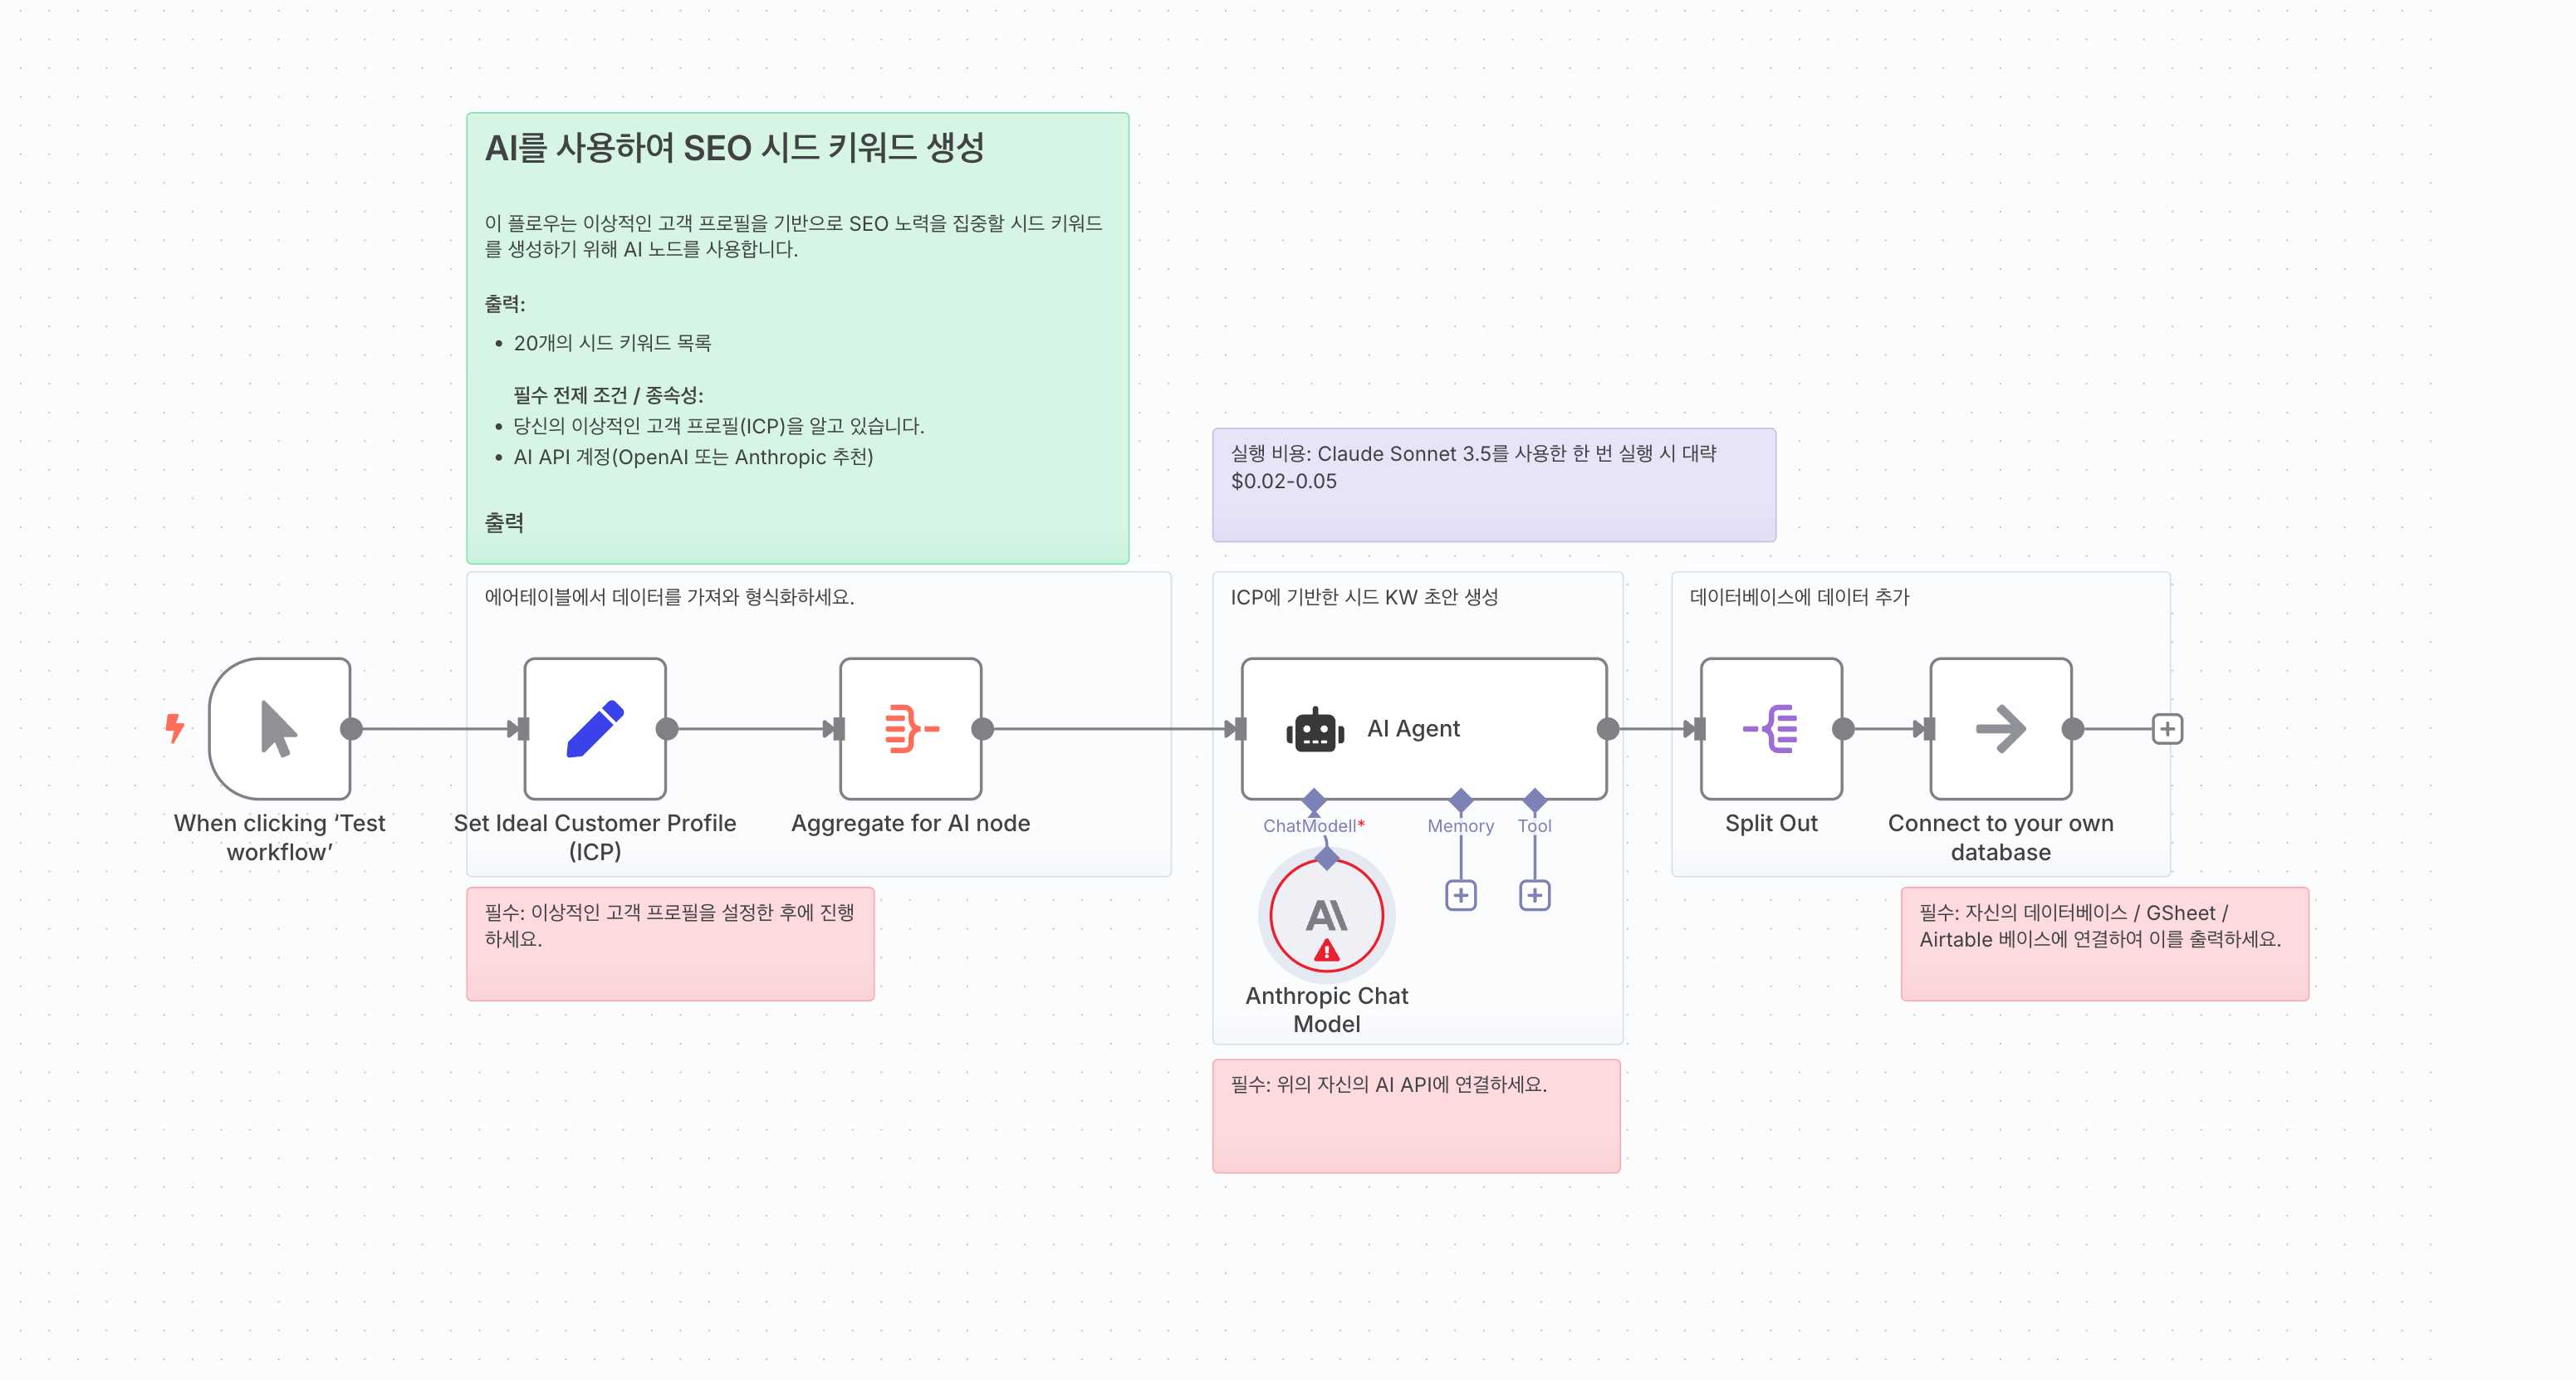 AI를 사용하여 SEO 시드 키워드 생성
이 플로우는 이상적인 고객 프로필을 기반으로 SEO 노력을 집중할 시드 키워드
를 생성하기 위해 AI 노드를 사용합니다.
출력:
• 20개의 시드 키워드 목록
필수 전제 조건 / 종속성:
• 당신의 이상적인 고객 프로필(ICP)을 알고 있습니다.
• AI API 계정(OpenAI 또는 Anthropic 추천)
출력
실행 비용: Claude Sonnet 3.5를 사용한 한 번 실행 시 대략
$0.02-0.05
에어테이블에서 데이터를 가져와 형식화하세요.
ICP에 기반한 시드 KW 초안 생성
데이터베이스에 데이터 추가
When clicking ‘Test
workflow’
Set Ideal Customer Profile
(ICP)
Aggregate for AI node
AI Agent
ChatModell*
Memory
Tool
Anthropic Chat
Model
Split Out
Connect to your own
database
필수: 이상적인 고객 프로필을 설정한 후에 진행
하세요.
필수: 위의 자신의 AI API에 연결하세요.
필수: 자신의 데이터베이스 / GSheet /
Airtable 베이스에 연결하여 이를 출력하세요.